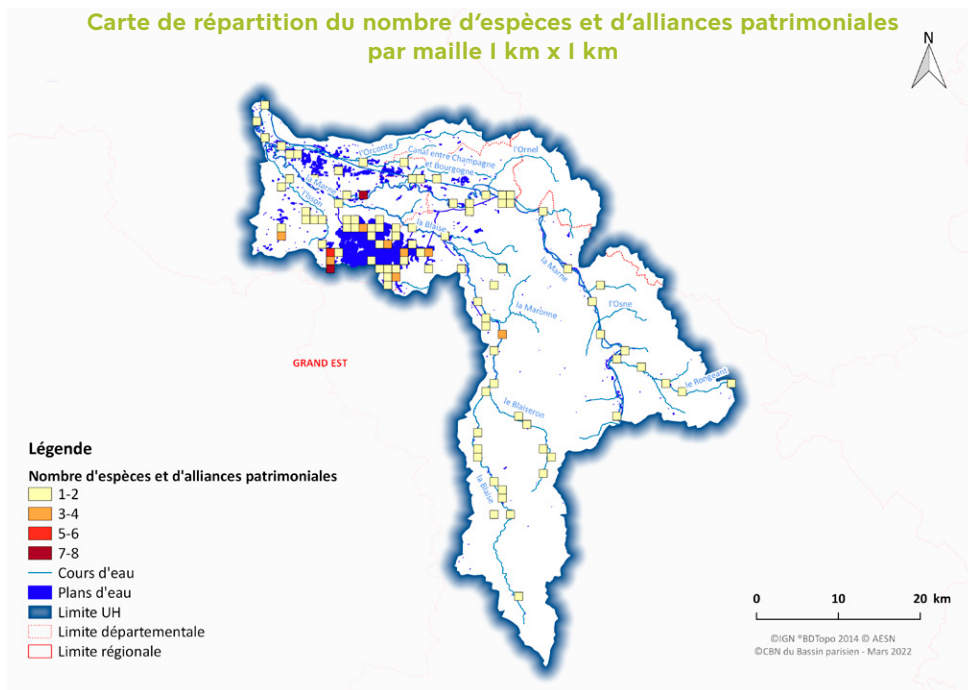 Carte de répartition du nombre d'espèces et d'alliances patrimoniales
par maille 1 km x 1 km
N
l'Orconte
Canal entre Champagne
et Bourgogne
l'Ornel
la Marne
l'Isson
la Blaise
la Marne
l'Osne
la Maronne
GRAND EST
le Rongeant
le Blaiseron
la Blaise
Légende
Nombre d'espèces et d'alliances patrimoniales
1-2
3-4
5-6
7-8
Cours d'eau
Plans d'eau
Limite UH
Limite départementale
Limite régionale
0 10 20 km
©IGN ®BDTopo 2014 © AESN
©CBN du Bassin parisien - Mars 2022